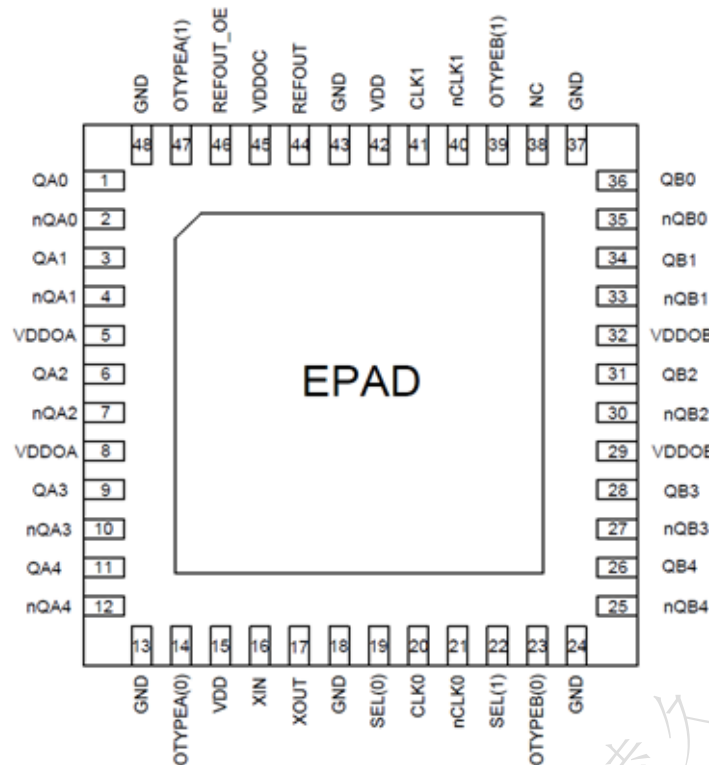 GND OTYPEA(1) REFOUT_OE VDDOC REFOUT GND VDD CLK1 nCLK1 OTYPEB(1) NC GND
48 47 46 45 44 43 42 41 40 39 38 37
QA0 1 36 QB0
nQA0 2 35 nQB0
QA1 3 34 QB1
nQA1 4 33 nQB1
VDDOA 5 32 VDDOB
QA2 6 31 QB2
EPAD
nQA2 7 30 nQB2
VDDOA 8 29 VDDOB
QA3 9 28 QB3
nQA3 10 27 nQB3
QA4 11 26 QB4
nQA4 12 25 nQB4
13 14 15 16 17 18 19 20 21 22 23 24
GND OTYPEA(0) VDD XIN XOUT GND SEL(0) CLK0 nCLK0 SEL(1) OTYPEB(0) GND